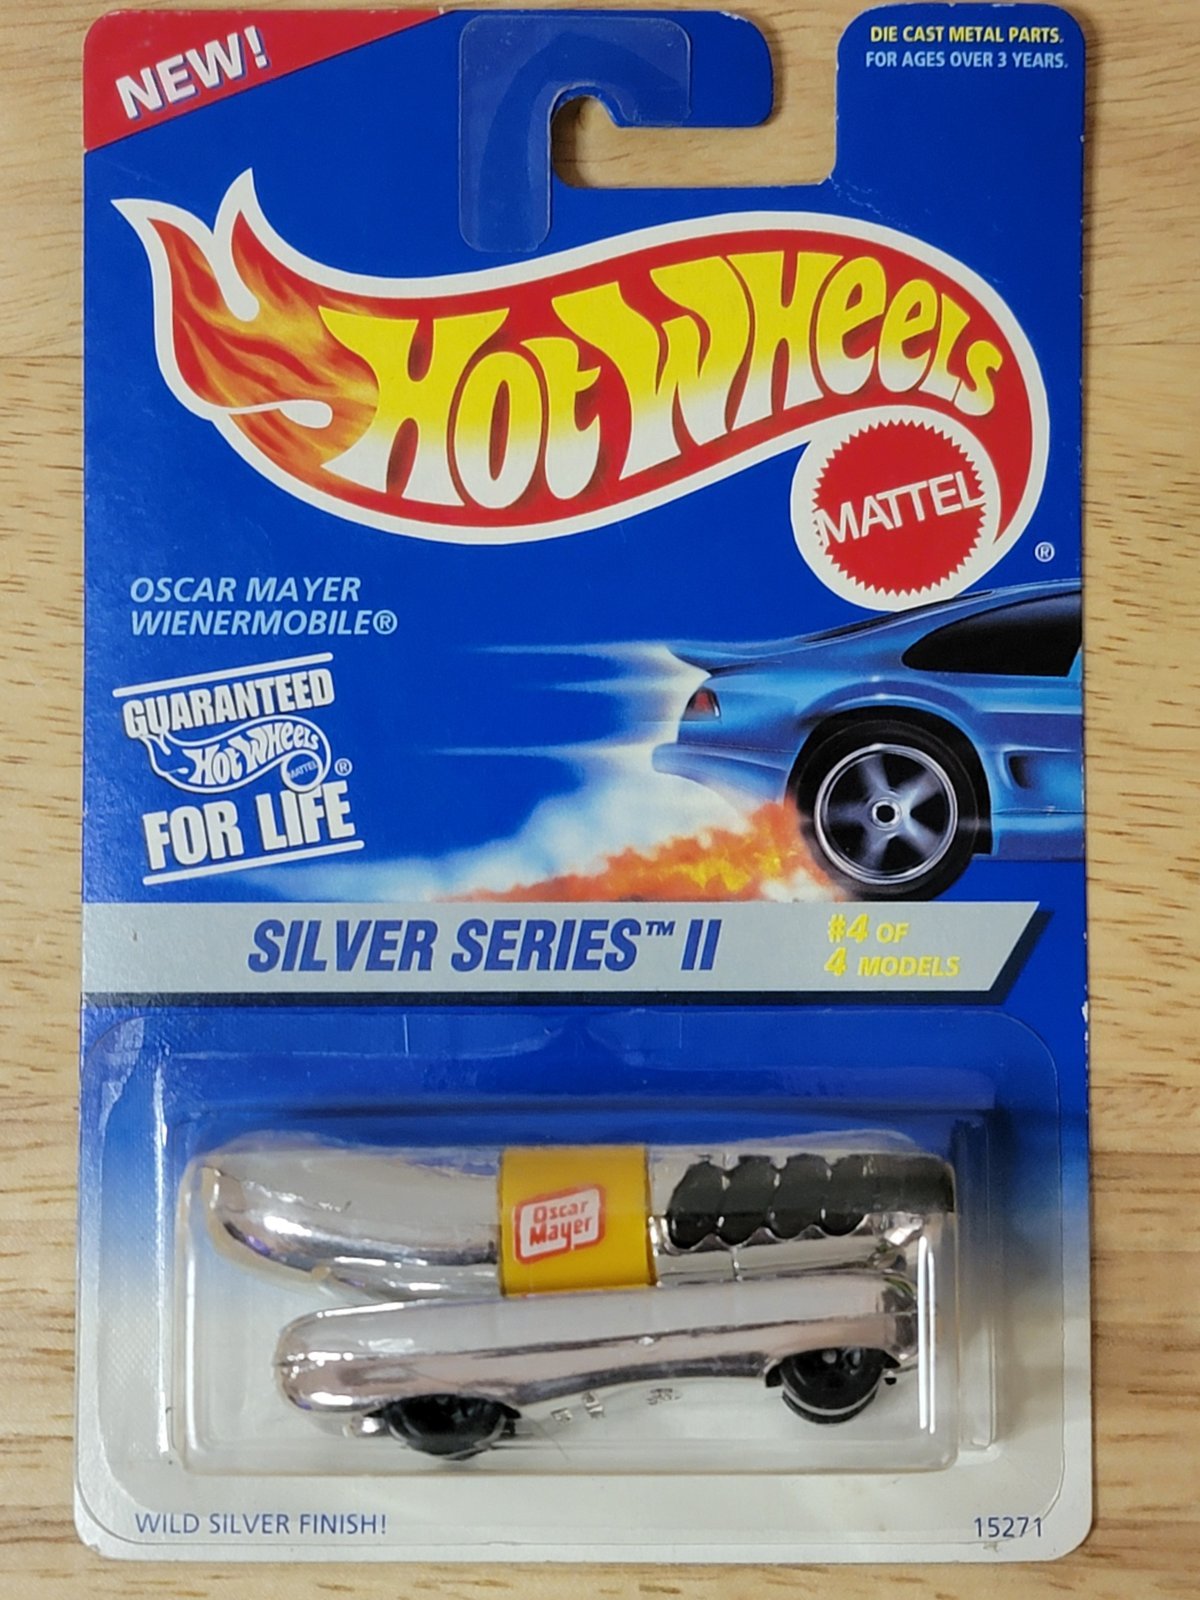 NEW!
DIE CAST METAL PARTS.
FOR AGES OVER 3 YEARS.
HOT WHEELS
MATTEL
®
OSCAR MAYER
WIENERMOBILE®
GUARANTEED
HOT WHEELS
MATTEL
®
FOR LIFE
SILVER SERIES™ II
#4 OF
4 MODELS
Oscar
Mayer
WILD SILVER FINISH!
15271